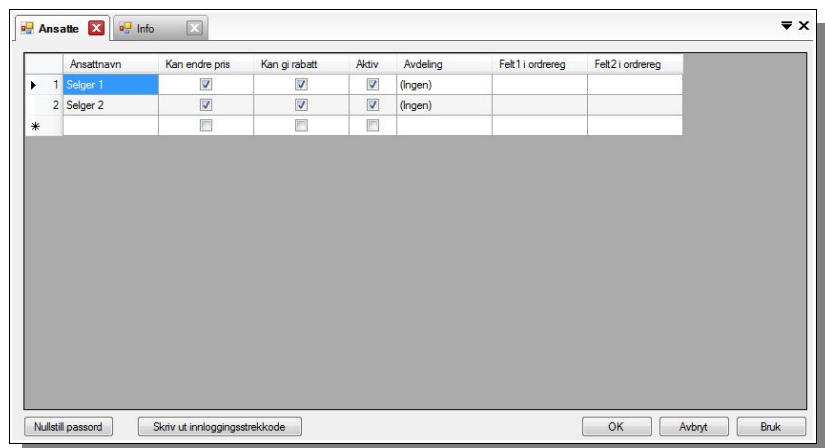 Ansatte Info
Ansattnavn Kan endre pris Kan gi rabatt Aktiv Avdeling Felt1 i ordrereg Felt2 i ordrereg
1 Selger 1 (Ingen)
2 Selger 2 (Ingen)
Nullstill passord Skriv ut innloggingsstrekkode OK Avbryt Bruk